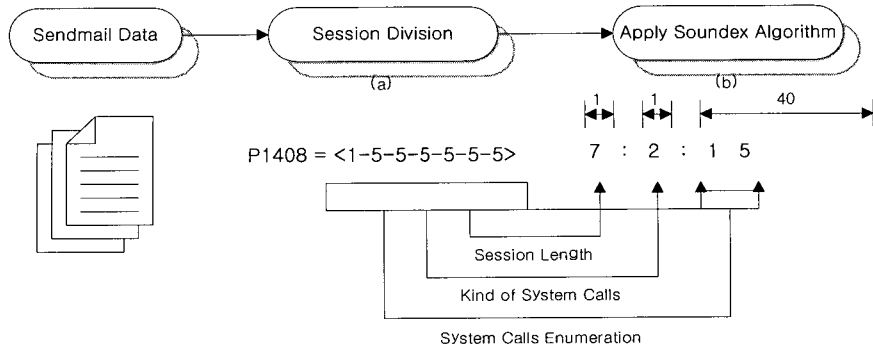 Sendmail Data
Session Division
Apply Soundex Algorithm
(a)
(b)
1
1
40
P1408 = <1-5-5-5-5-5-5>
7 : 2 : 1 5
Session Length
Kind of System Calls
System Calls Enumeration